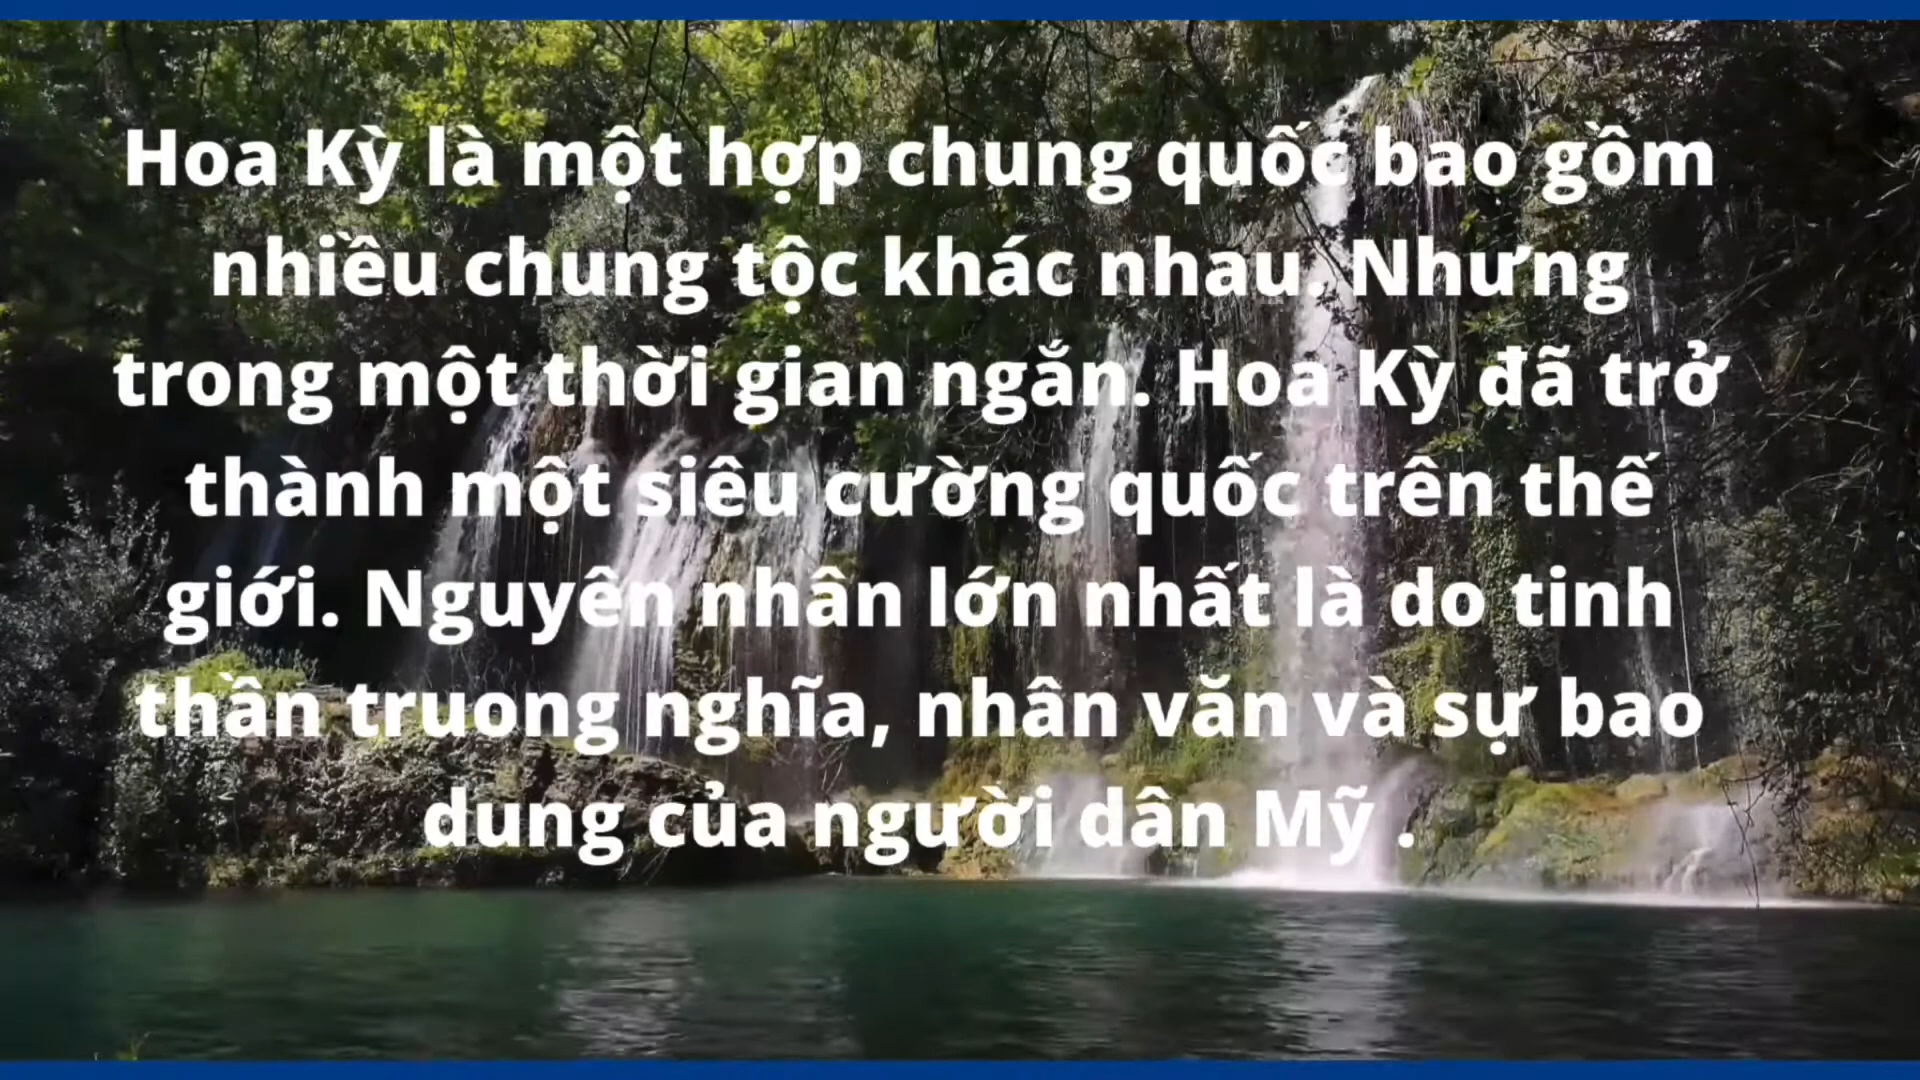 Hoa Kỳ là một hợp chung quốc bao gồm
nhiều chung tộc khác nhau. Nhưng
trong một thời gian ngắn. Hoa Kỳ đã trở
thành một siêu cường quốc trên thế
giới. Nguyên nhân lớn nhất là do tinh
thần truong nghĩa, nhân văn và sự bao
dung của người dân Mỹ .